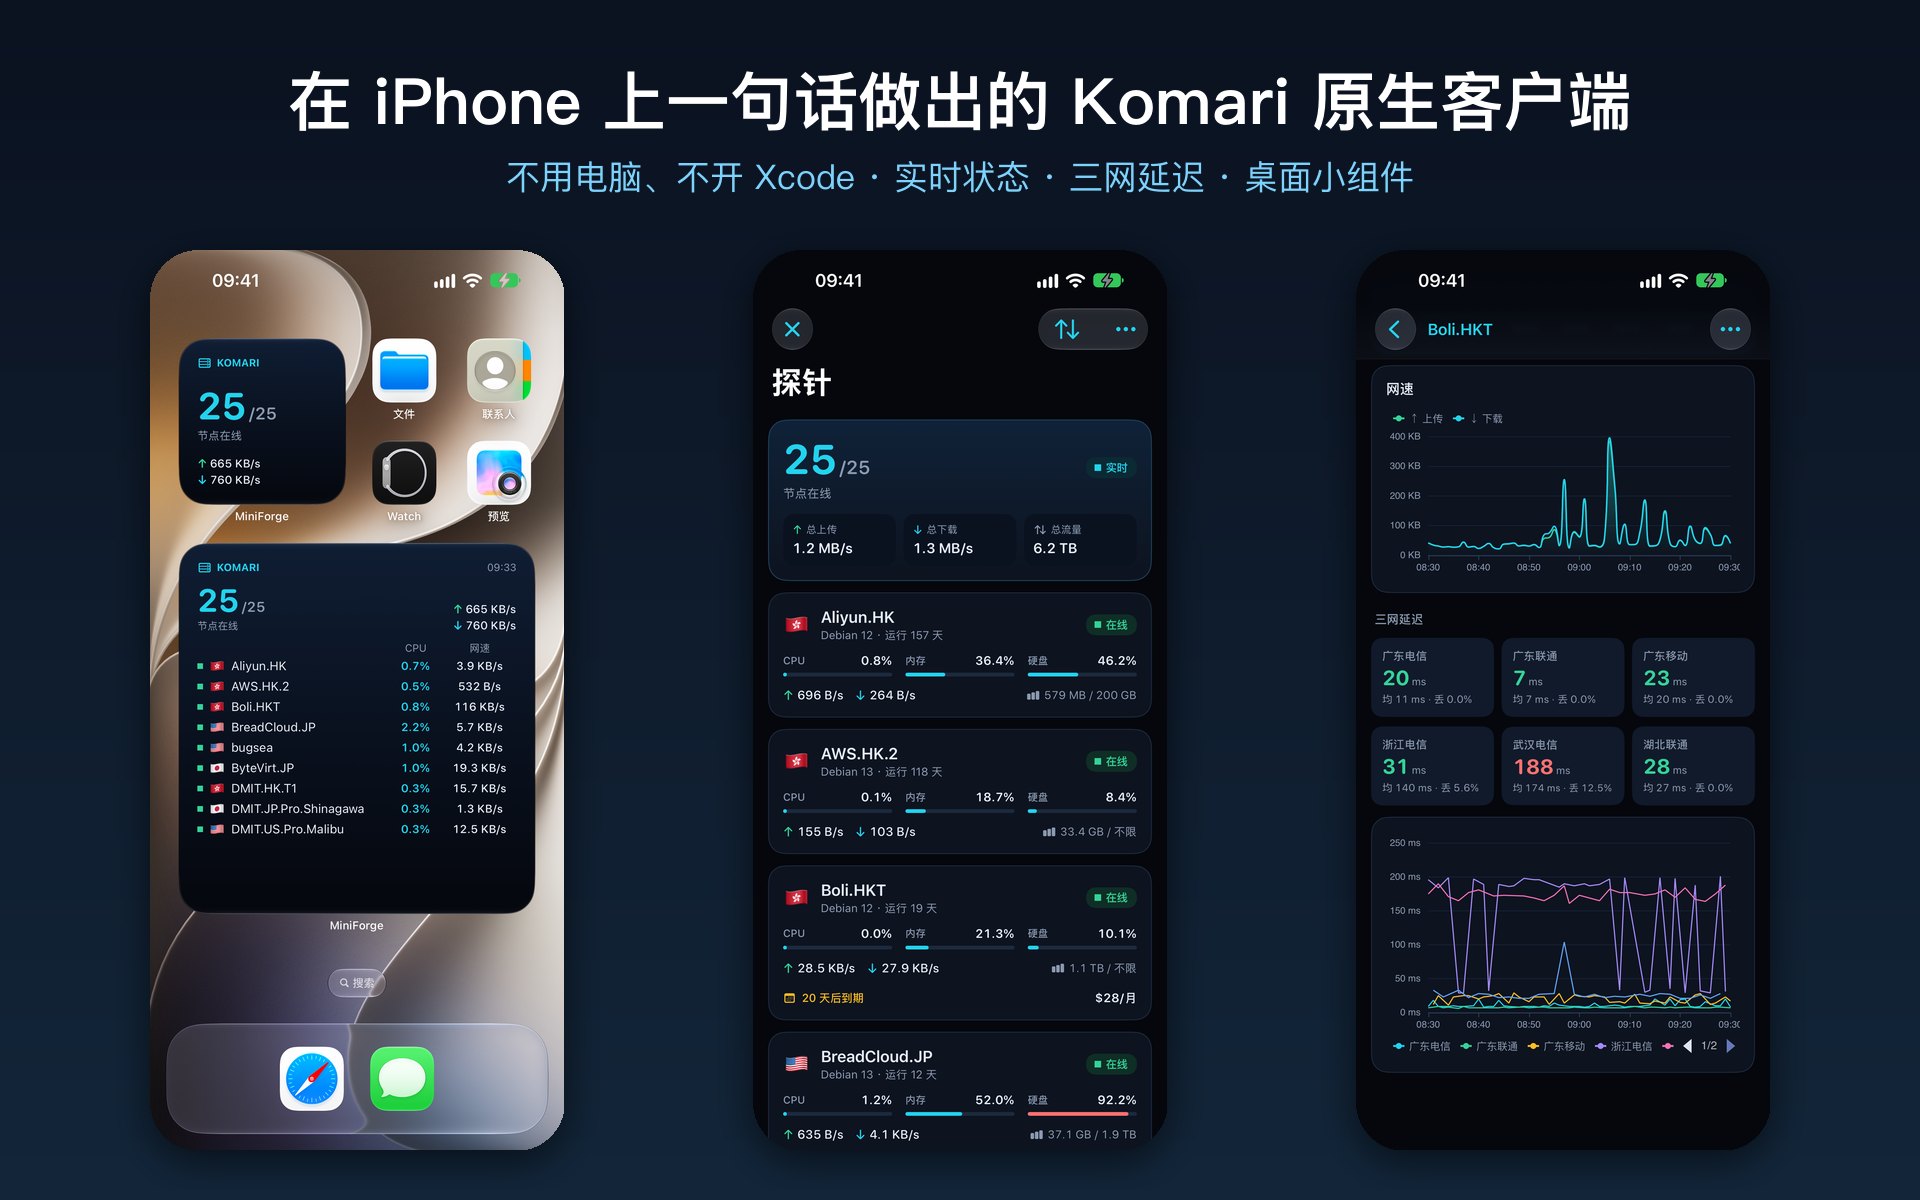 在 iPhone 上一句话做出的 Komari 原生客户端
不用电脑、不开 Xcode · 实时状态 · 三网延迟 · 桌面小组件
09:41
KOMARI
25/25
节点在线
↑ 665 KB/s
↓ 760 KB/s
MiniForge
文件
联系人
Watch
预览
KOMARI 09:33
25/25
节点在线
↑ 665 KB/s
↓ 760 KB/s
CPU 网速
Aliyun.HK 0.7% 3.9 KB/s
AWS.HK.2 0.5% 532 B/s
Boli.HKT 0.8% 116 KB/s
BreadCloud.JP 2.2% 5.7 KB/s
bugsea 1.0% 4.2 KB/s
ByteVirt.JP 1.0% 19.3 KB/s
DMIT.HK.T1 0.3% 15.7 KB/s
DMIT.JP.Pro.Shinagawa 0.3% 1.3 KB/s
DMIT.US.Pro.Malibu 0.3% 12.5 KB/s
MiniForge
搜索
09:41
探针
25/25
实时
节点在线
↑ 总上传
1.2 MB/s
↓ 总下载
1.3 MB/s
↑↓ 总流量
6.2 TB
Aliyun.HK
在线
Debian 12 · 运行 157 天
CPU 0.8% 内存 36.4% 硬盘 46.2%
↑ 696 B/s ↓ 264 B/s 579 MB / 200 GB
AWS.HK.2
在线
Debian 13 · 运行 118 天
CPU 0.1% 内存 18.7% 硬盘 8.4%
↑ 155 B/s ↓ 103 B/s 33.4 GB / 不限
Boli.HKT
在线
Debian 12 · 运行 19 天
CPU 0.0% 内存 21.3% 硬盘 10.1%
↑ 28.5 KB/s ↓ 27.9 KB/s 1.1 TB / 不限
20 天后到期 $28/月
BreadCloud.JP
在线
Debian 13 · 运行 12 天
CPU 1.2% 内存 52.0% 硬盘 92.2%
↑ 635 B/s ↓ 4.1 KB/s 37.1 GB / 1.9 TB
09:41
Boli.HKT
网速
↑ 上传 ↓ 下载
400 KB
300 KB
200 KB
100 KB
0 KB
08:30 08:40 08:50 09:00 09:10 09:20 09:30
三网延迟
广东电信
20 ms
均 11 ms · 丢 0.0%
广东联通
7 ms
均 7 ms · 丢 0.0%
广东移动
23 ms
均 20 ms · 丢 0.0%
浙江电信
31 ms
均 140 ms · 丢 5.6%
武汉电信
188 ms
均 174 ms · 丢 12.5%
湖北联通
28 ms
均 27 ms · 丢 0.0%
250 ms
200 ms
150 ms
100 ms
50 ms
0 ms
08:30 08:40 08:50 09:00 09:10 09:20 09:30
广东电信 广东联通 广东移动 浙江电信 1/2